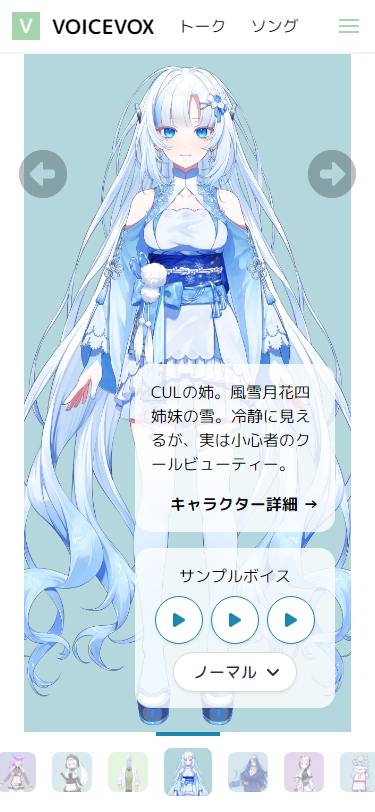 V VOICEVOX トーク ソング
CULの姉。風雪月花四
姉妹の雪。冷静に見え
るが、実は小心者のク
ールビューティー。
キャラクター詳細 →
サンプルボイス
ノーマル